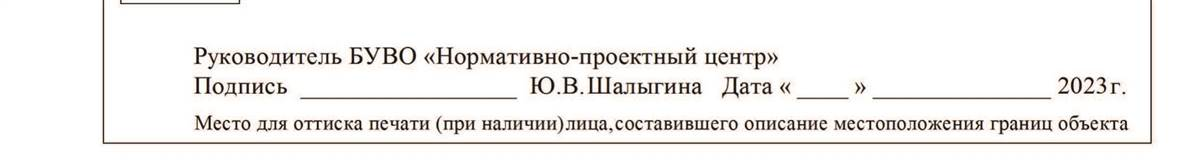 Руководитель БУВО «Нормативно-проектный центр»
Подпись __________________ Ю.В.Шалыгина Дата « ____ » _______________ 2023г.
Место для оттиска печати (при наличии)лица,составившего описание местоположения границ объекта